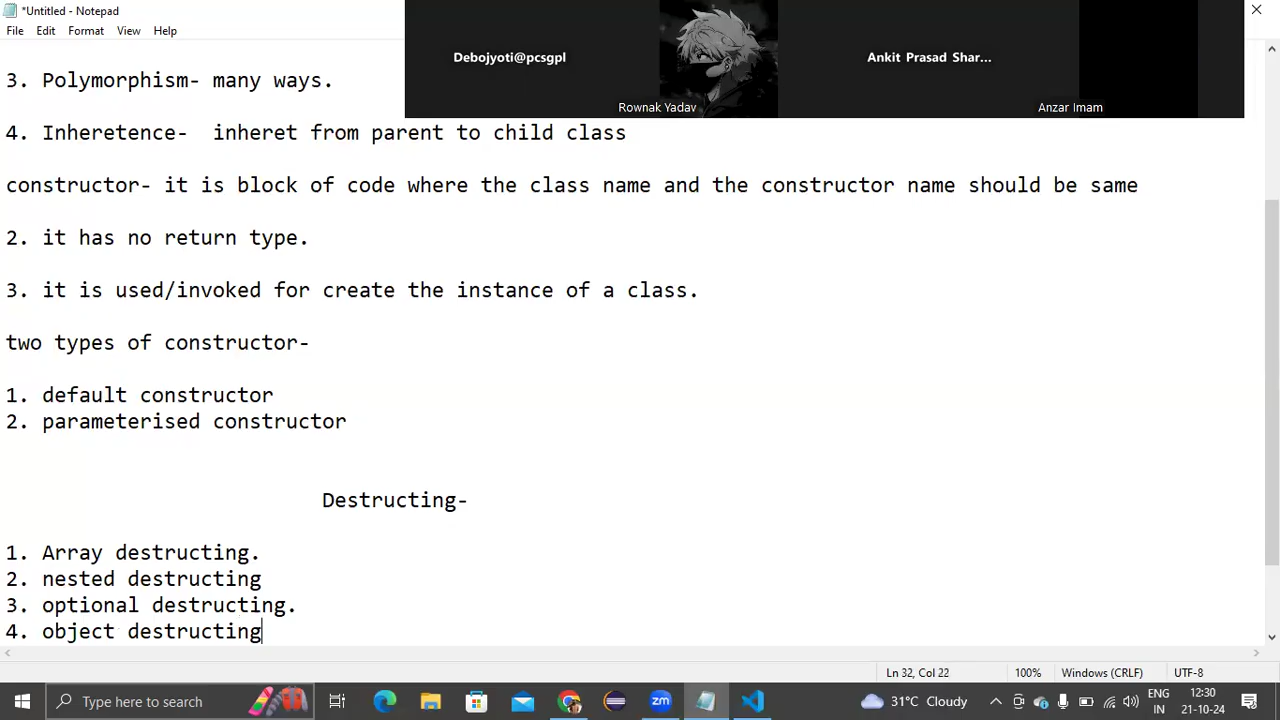 *Untitled - Notepad
File Edit Format View Help
Debojyoti@pcsgpl
Rownak Yadav
Ankit Prasad Shar...
Anzar Imam
3. Polymorphism- many ways.
4. Inheretence-  inheret from parent to child class
constructor- it is block of code where the class name and the constructor name should be same
2. it has no return type.
3. it is used/invoked for create the instance of a class.
two types of constructor-
1. default constructor
2. parameterised constructor
Destructing-
1. Array destructing.
2. nested destructing
3. optional destructing.
4. object destructing
Ln 32, Col 22 100% Windows (CRLF) UTF-8
Type here to search
zm
31°C Cloudy
ENG
IN
12:30
21-10-24